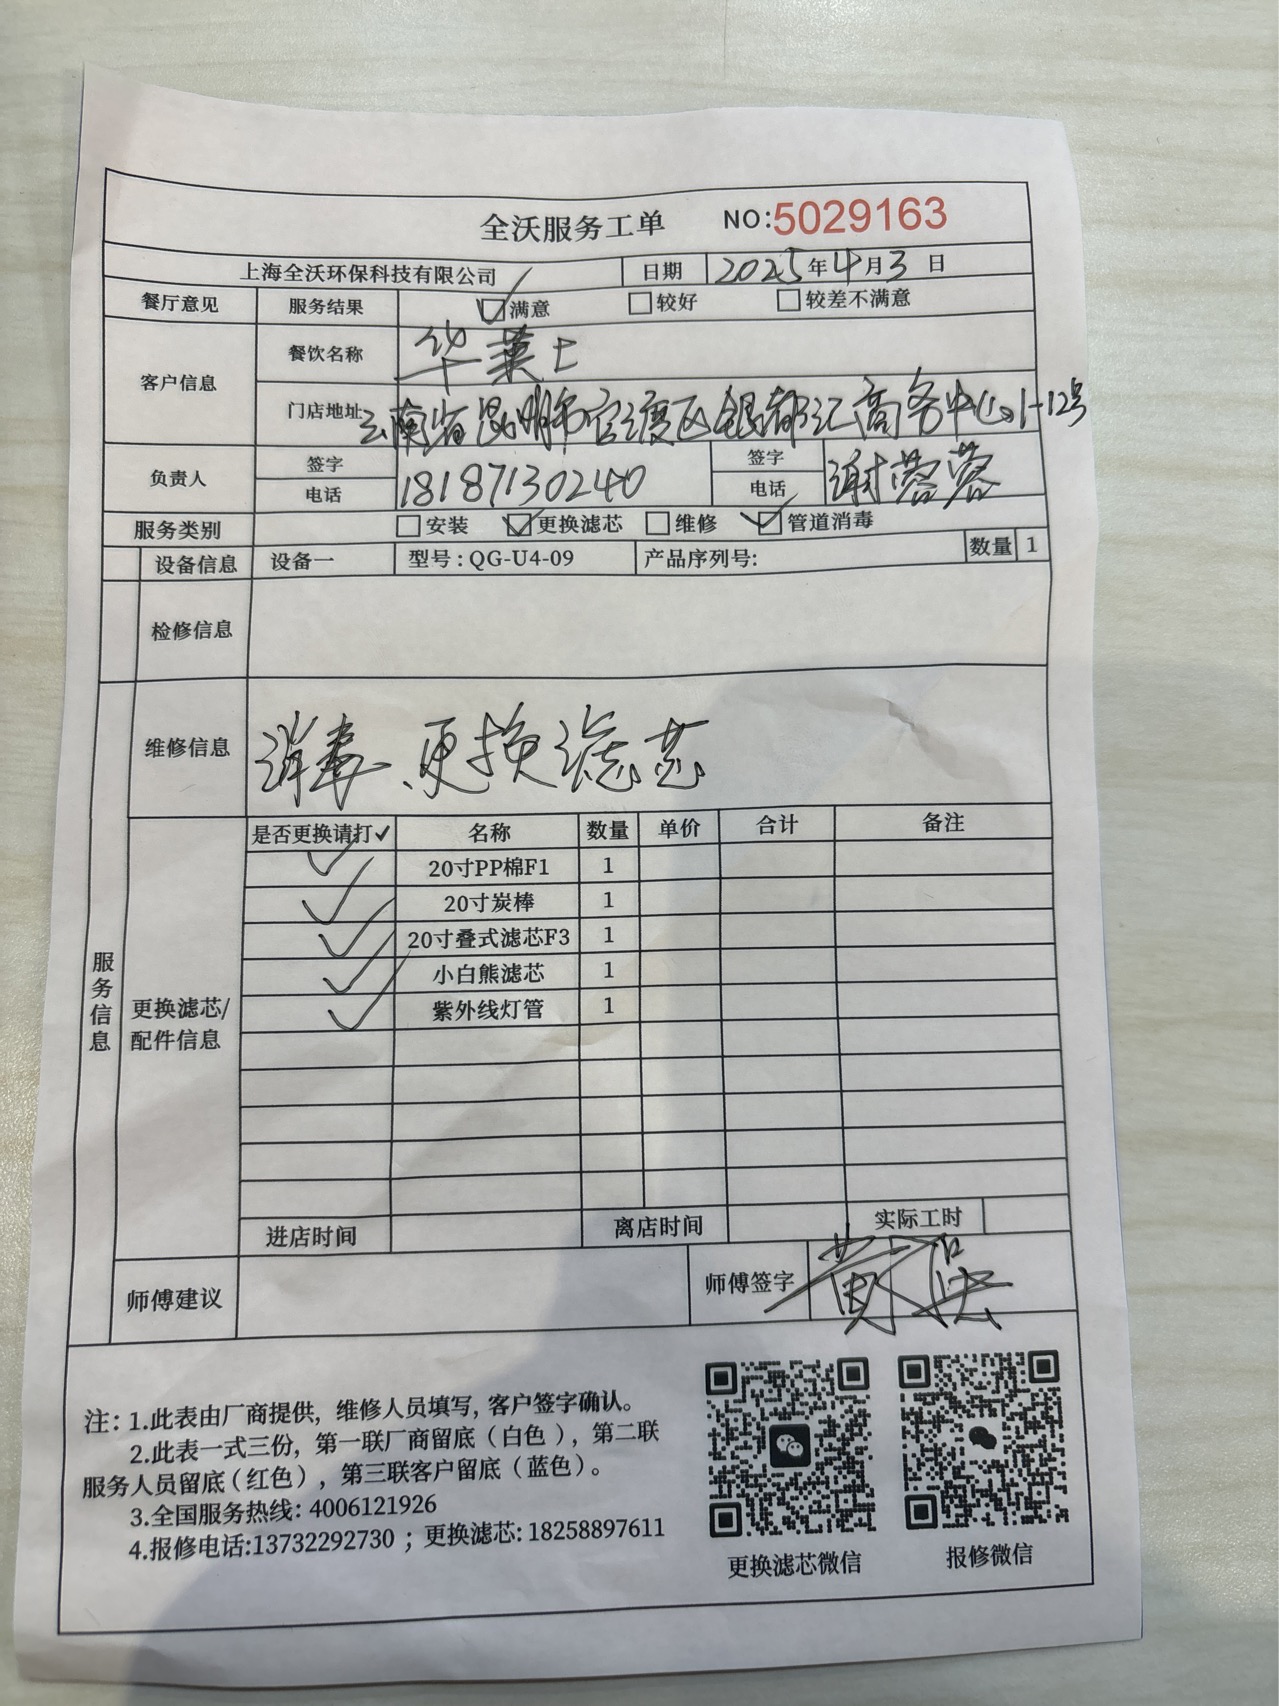 全沃服务工单 NO:5029163
上海全沃环保科技有限公司 日期 2025年4月3日
餐厅意见 服务结果 满意 较好 较差不满意
客户信息 餐饮名称 华莱士
门店地址 云南省昆明市官渡区银都汇商务中心1-12号
负责人 签字 电话 18187130240 签字 电话 谢蓉蓉
服务类别 安装 更换滤芯 维修 管道消毒
设备信息 设备一 型号:QG-U4-09 产品序列号: 数量 1
检修信息
维修信息 消毒、更换滤芯
服务信息
更换滤芯/配件信息
是否更换请打✓ 名称 数量 单价 合计 备注
✓ 20寸PP棉F1 1
✓ 20寸炭棒 1
✓ 20寸叠式滤芯F3 1
✓ 小白熊滤芯 1
✓ 紫外线灯管 1
进店时间 离店时间 实际工时
师傅建议 师傅签字
注:1.此表由厂商提供,维修人员填写,客户签字确认。
2.此表一式三份,第一联厂商留底(白色),第二联
服务人员留底(红色),第三联客户留底(蓝色)。
3.全国服务热线:4006121926
4.报修电话:13732292730;更换滤芯:18258897611
更换滤芯微信 报修微信